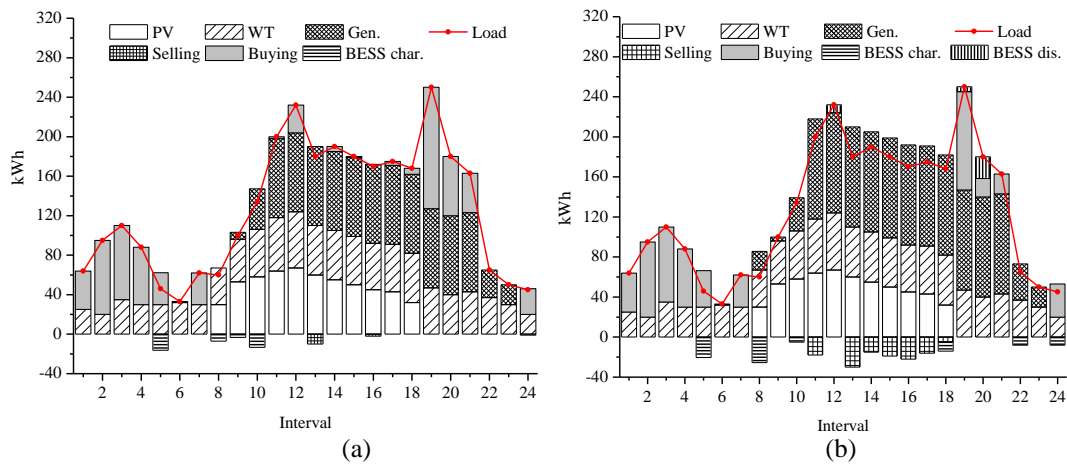 320
280
240
200
160
120
80
40
0
-40
kWh
PV WT Gen. Load
Selling Buying BESS char.
2 4 6 8 10 12 14 16 18 20 22 24
Interval
(a)
320
280
240
200
160
120
80
40
0
-40
kWh
PV WT Gen. Load
Selling Buying BESS char. BESS dis.
2 4 6 8 10 12 14 16 18 20 22 24
Interval
(b)